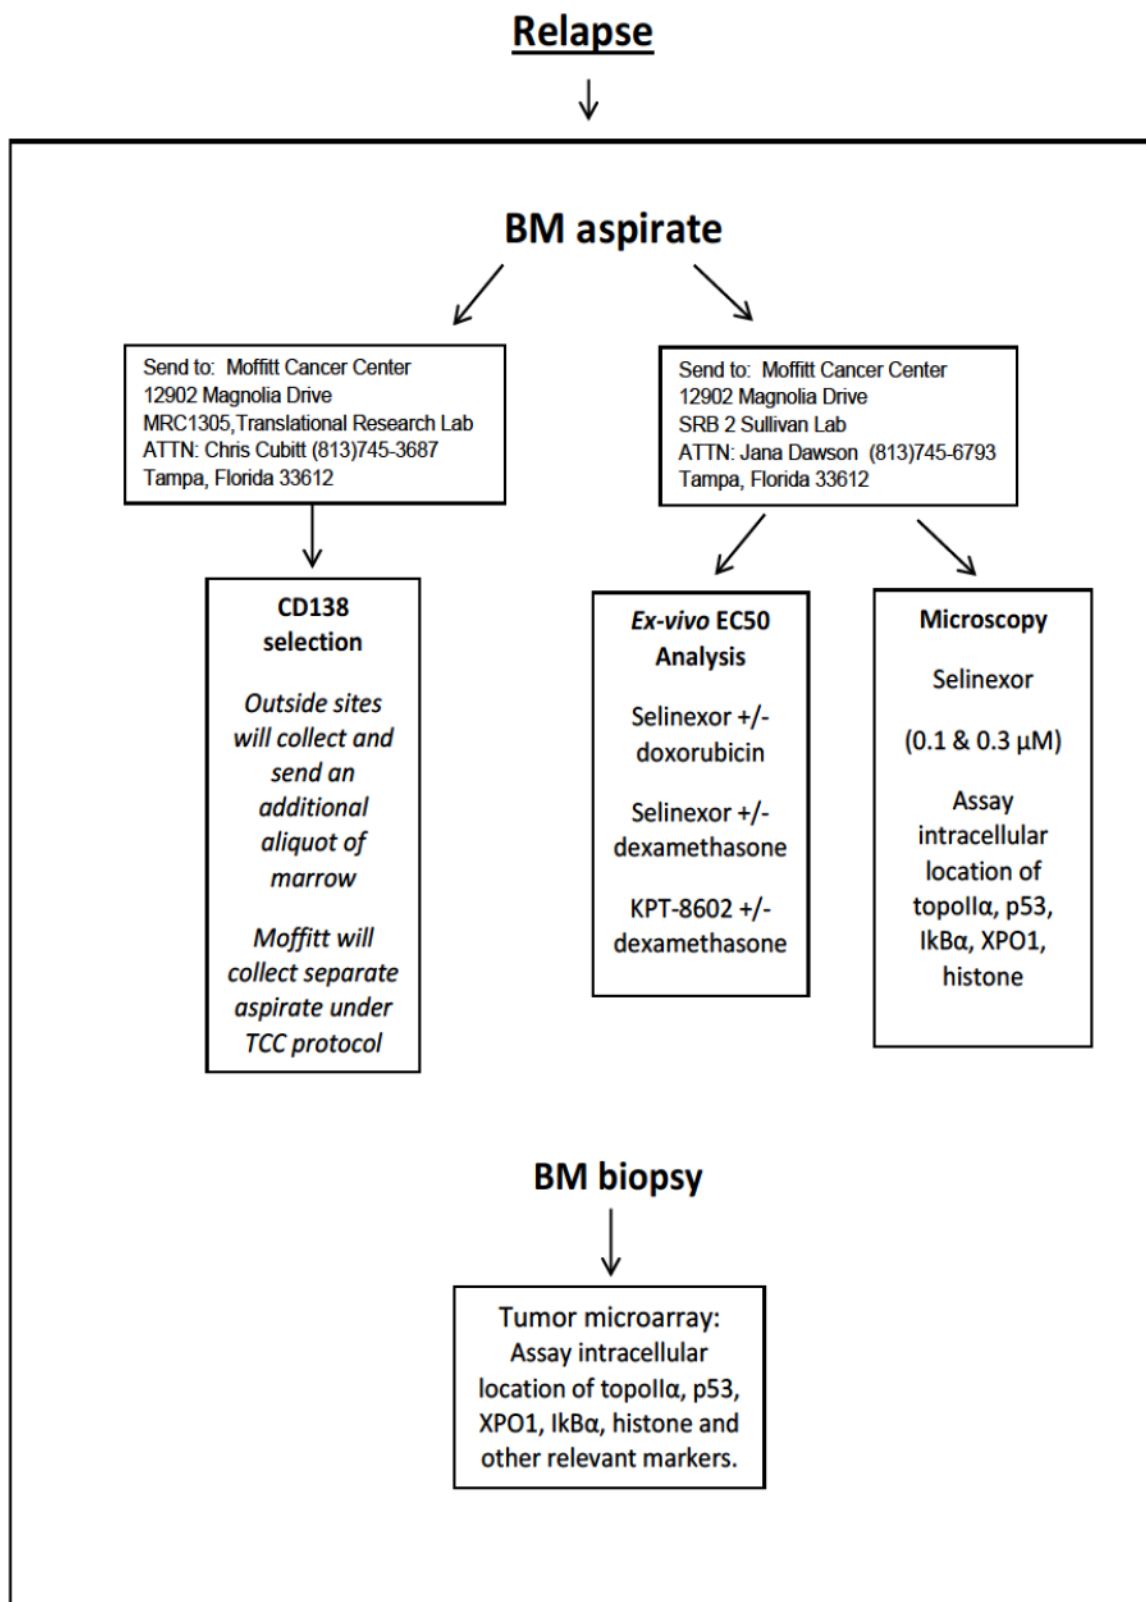 Relapse
BM aspirate
Send to:  Moffitt Cancer Center
12902 Magnolia Drive
MRC1305,Translational Research Lab
ATTN: Chris Cubitt (813)745-3687
Tampa, Florida 33612
Send to:  Moffitt Cancer Center
12902 Magnolia Drive
SRB 2 Sullivan Lab
ATTN: Jana Dawson  (813)745-6793
Tampa, Florida 33612
CD138
selection
Outside sites
will collect and
send an
additional
aliquot of
marrow
Moffitt will
collect separate
aspirate under
TCC protocol
Ex-vivo EC50
Analysis
Selinexor +/-
doxorubicin
Selinexor +/-
dexamethasone
KPT-8602 +/-
dexamethasone
Microscopy
Selinexor
(0.1 & 0.3 µM)
Assay
intracellular
location of
topoIIα, p53,
IkBα, XPO1,
histone
BM biopsy
Tumor microarray:
Assay intracellular
location of topoIIα, p53,
XPO1, IkBα, histone and
other relevant markers.